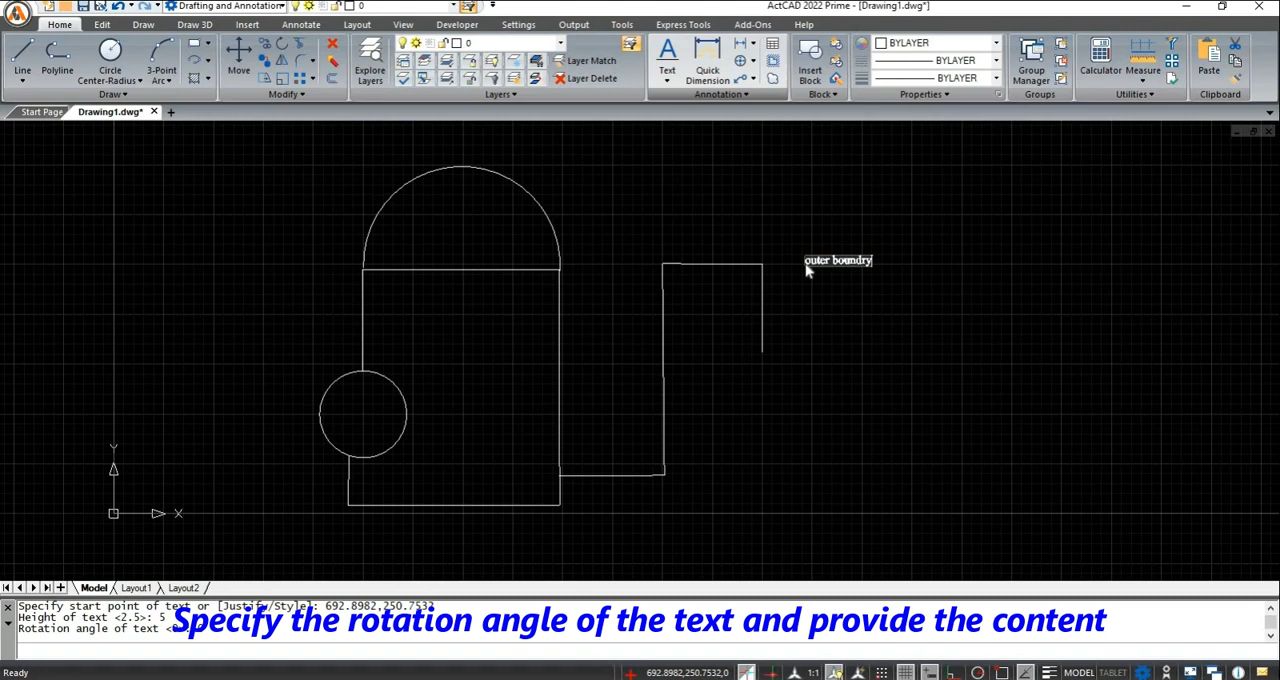 Drafting and Annotation
0
ActCAD 2022 Prime - [Drawing1.dwg*]
Home
Edit
Draw
Draw 3D
Insert
Annotate
Layout
View
Developer
Settings
Output
Tools
Express Tools
Add-Ons
Help
Line
Polyline
Circle
Center-Radius
3-Point
Arc
Move
Explore
Layers
0
Layer Match
Layer Delete
Text
Quick
Dimension
Insert
Block
BYLAYER
BYLAYER
BYLAYER
Group
Manager
Calculator
Measure
Paste
Draw
Modify
Layers
Annotation
Block
Properties
Groups
Utilities
Clipboard
Start Page
Drawing1.dwg*
outer boundry
Y
X
Model
Layout1
Layout2
Specify start point of text or [Justify/Style]: 692.8982,250.7532
Height of text <2.5>: 5
Rotation angle of text
Specify the rotation angle of the text and provide the content
Ready
692.8982,250.7532,0
1:1
MODEL
TABLET